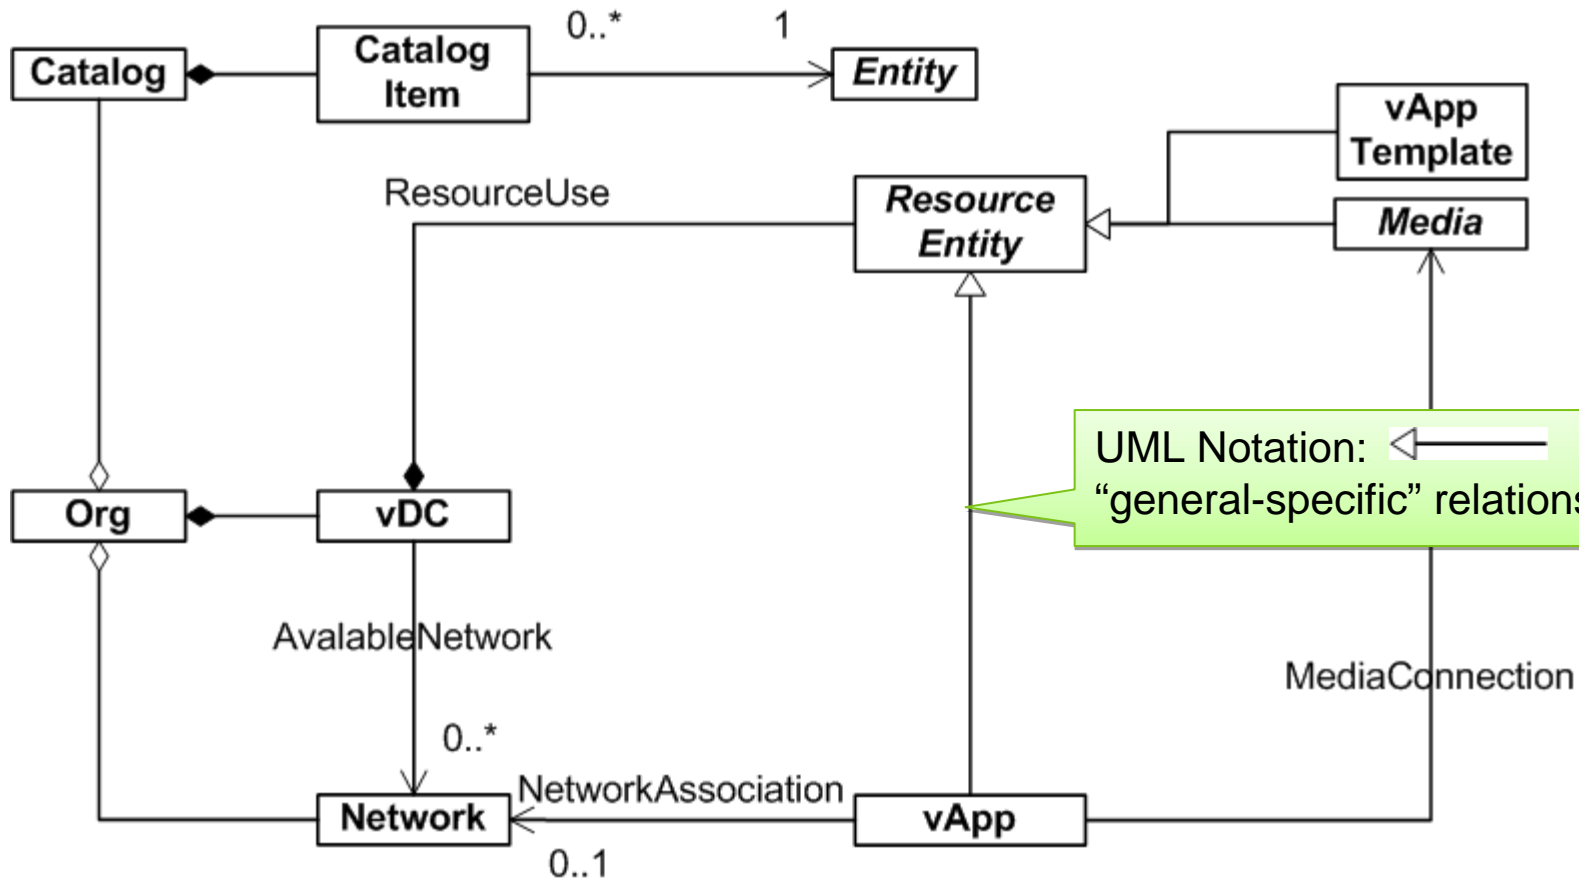 0..*
1
Catalog
Catalog
Item
Entity
vApp
Template
ResourceUse
Resource
Entity
Media
UML Notation:
“general-specific” relations
Org
vDC
AvalableNetwork
MediaConnection
0..*
NetworkAssociation
Network
vApp
0..1